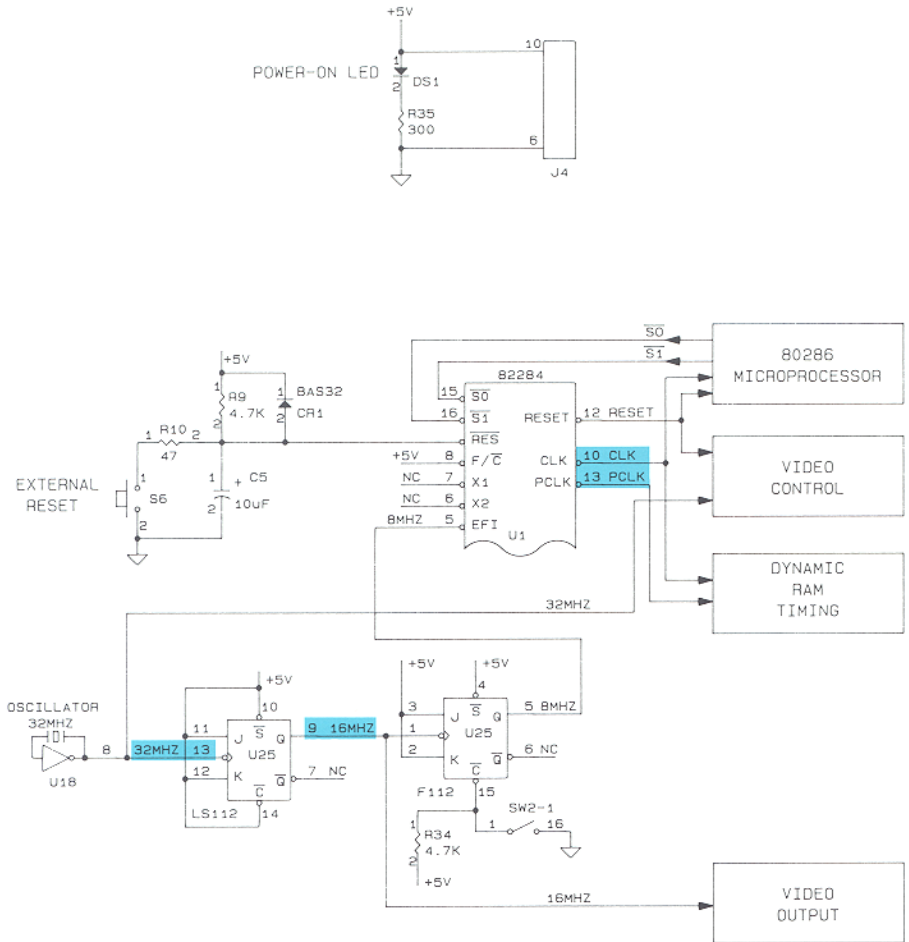 +5V
10
POWER-ON LED
1
2
DS1
R35
300
6
J4
S0
S1
80286
MICROPROCESSOR
+5V
82284
1
R9
4.7K
2
1
BAS32
CR1
2
15
S0
16
S1
RESET
12 RESET
R10
1
2
47
RES
+5V
8
F/C
CLK
10 CLK
NC
7
X1
PCLK
13 PCLK
NC
6
X2
8MHZ
5
EFI
U1
EXTERNAL
RESET
1
S6
2
1
+
C5
2
10uF
VIDEO
CONTROL
32MHZ
DYNAMIC
RAM
TIMING
OSCILLATOR
32MHZ
8
U18
32MHZ 13
+5V
10
11
J
S
Q
9 16MHZ
U25
12
K
C
Q
7 NC
LS112
14
+5V
+5V
4
3
J
S
Q
5 8MHZ
1
U25
2
K
C
Q
6 NC
F112
15
SW2-1
1
16
1
R34
4.7K
2
+5V
16MHZ
VIDEO
OUTPUT